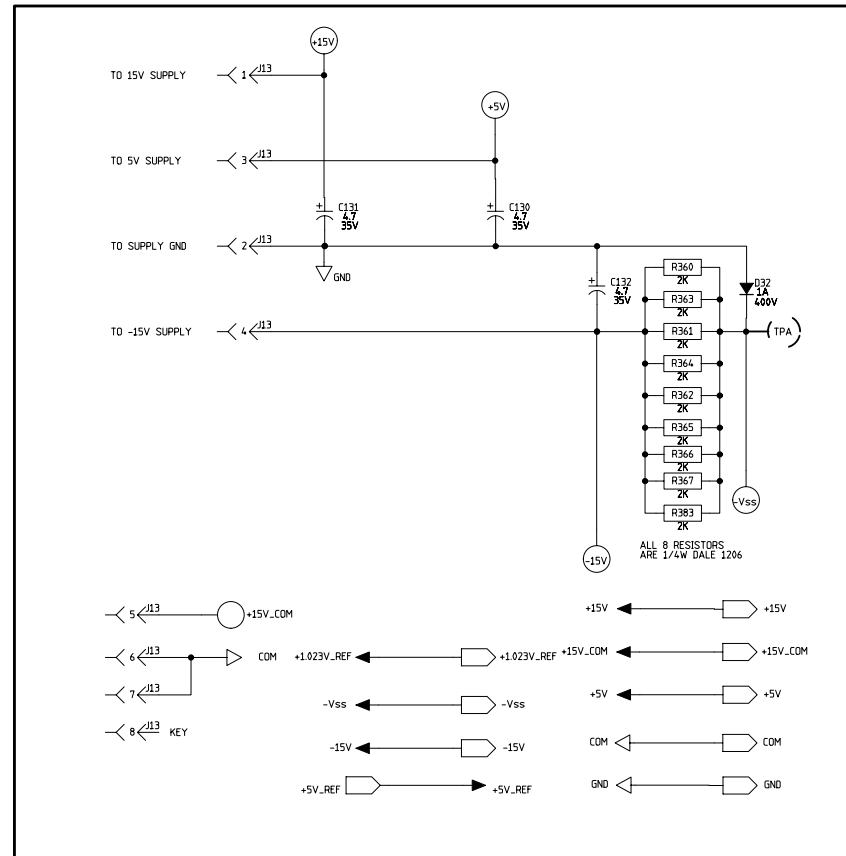 +15V
TO 15V SUPPLY 1 J13
+5V
TO 5V SUPPLY 3 J13
+ C131
4.7
35V
+ C130
4.7
35V
TO SUPPLY GND 2 J13
GND
+ C132
4.7
35V
R360
2K
D32
1A
400V
R363
2K
TO -15V SUPPLY 4 J13
R361
2K
TPA
R364
2K
R362
2K
R365
2K
R366
2K
R367
2K
-Vss
R383
2K
ALL 8 RESISTORS
ARE 1/4W DALE 1206
-15V
5 J13 +15V_COM
6 J13 COM
7 J13
8 J13 KEY
+1.023V_REF +1.023V_REF
-Vss -Vss
-15V -15V
+5V_REF +5V_REF
+15V +15V
+15V_COM +15V_COM
+5V +5V
COM COM
GND GND